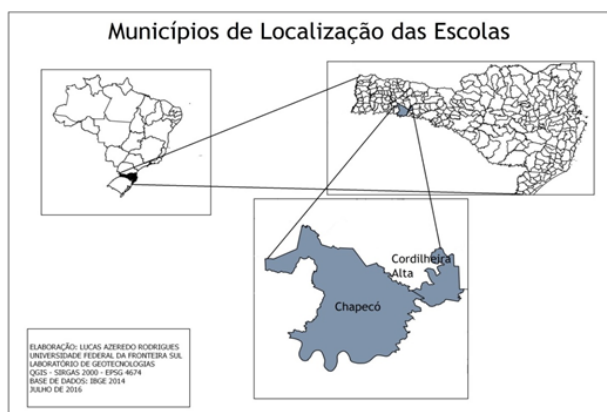 Municípios de Localização das Escolas
Cordilheira
Alta
Chapecó
ELABORAÇÃO: LUCAS AZEREDO RODRIGUES
UNIVERSIDADE FEDERAL DA FRONTEIRA SUL
LABORATÓRIO DE GEOTECNOLOGIAS
QGIS - SIRGAS 2000 - EPSG 4674
BASE DE DADOS: IBGE 2014
JULHO DE 2016